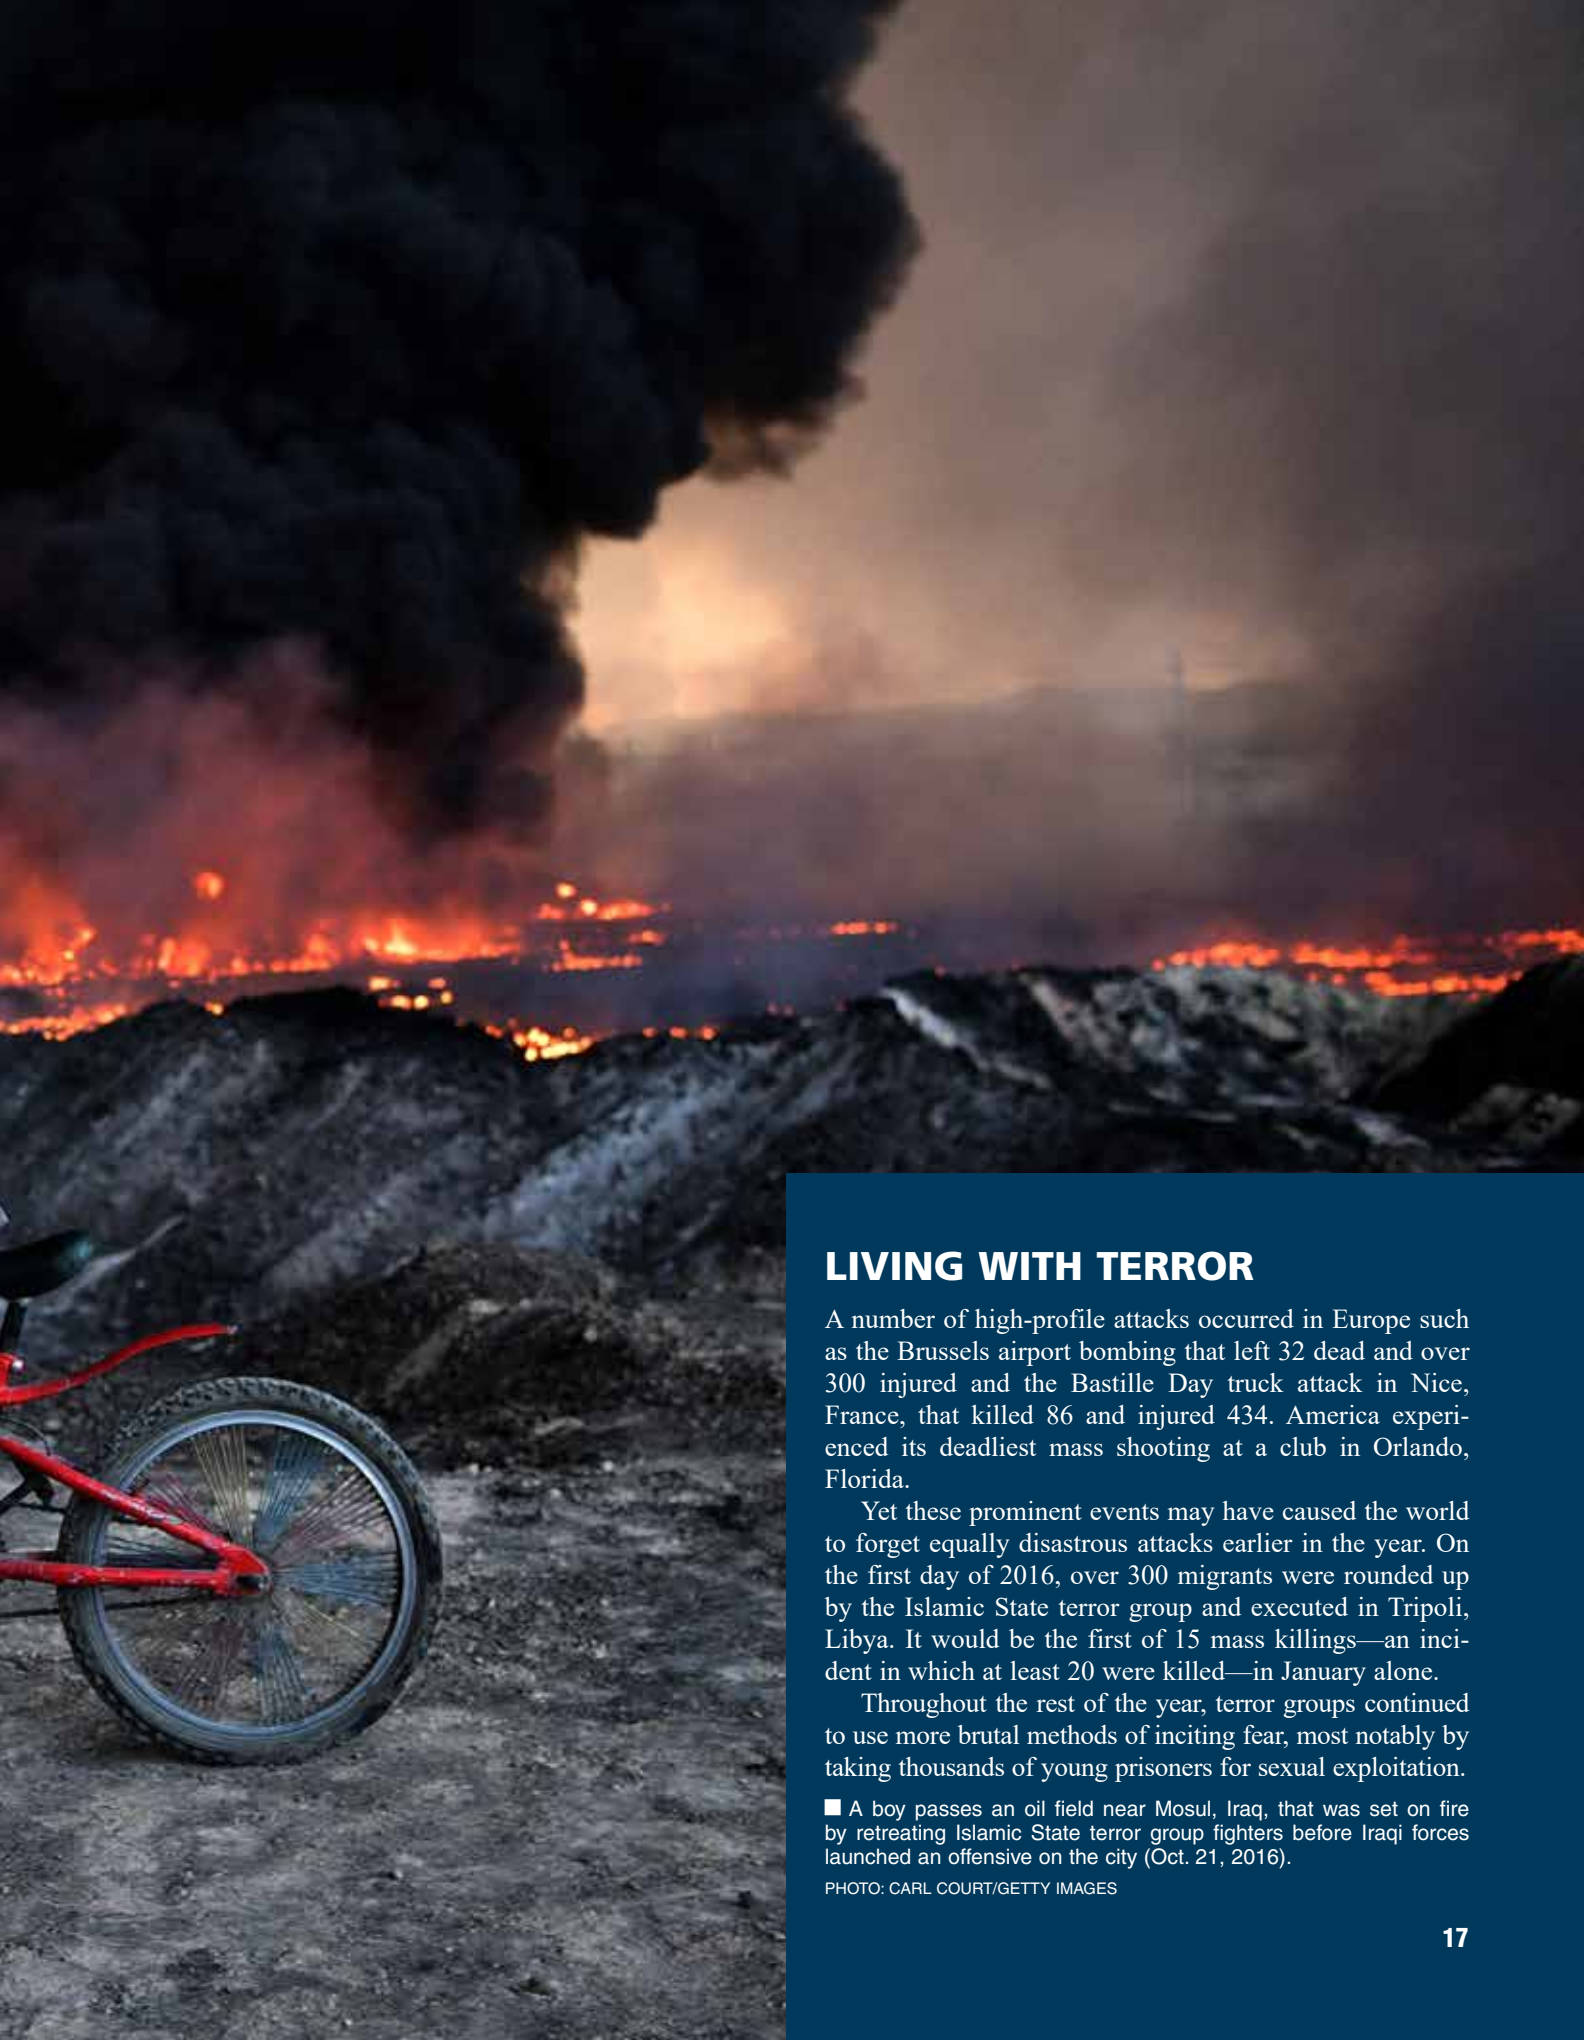 LIVING WITH TERROR
A number of high-profile attacks occurred in Europe such
as the Brussels airport bombing that left 32 dead and over
300 injured and the Bastille Day truck attack in Nice,
France, that killed 86 and injured 434. America experi-
enced its deadliest mass shooting at a club in Orlando,
Florida.
Yet these prominent events may have caused the world
to forget equally disastrous attacks earlier in the year. On
the first day of 2016, over 300 migrants were rounded up
by the Islamic State terror group and executed in Tripoli,
Libya. It would be the first of 15 mass killings—an inci-
dent in which at least 20 were killed—in January alone.
Throughout the rest of the year, terror groups continued
to use more brutal methods of inciting fear, most notably by
taking thousands of young prisoners for sexual exploitation.
■ A boy passes an oil field near Mosul, Iraq, that was set on fire
by retreating Islamic State terror group fighters before Iraqi forces
launched an offensive on the city (Oct. 21, 2016).
PHOTO: CARL COURT/GETTY IMAGES
17